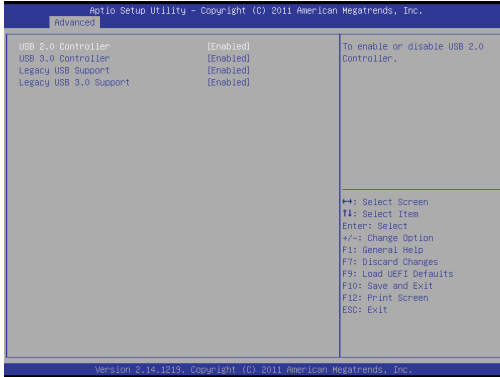 Aptio Setup Utility – Copyright (C) 2011 American Megatrends, Inc.
Advanced
USB 2.0 Controller [Enabled]
USB 3.0 Controller [Enabled]
Legacy USB Support [Enabled]
Legacy USB 3.0 Support [Enabled]
To enable or disable USB 2.0
Controller.
↔: Select Screen
↑↓: Select Item
Enter: Select
+/-: Change Option
F1: General Help
F7: Discard Changes
F9: Load UEFI Defaults
F10: Save and Exit
F12: Print Screen
ESC: Exit
Version 2.14.1219. Copyright (C) 2011 American Megatrends, Inc.